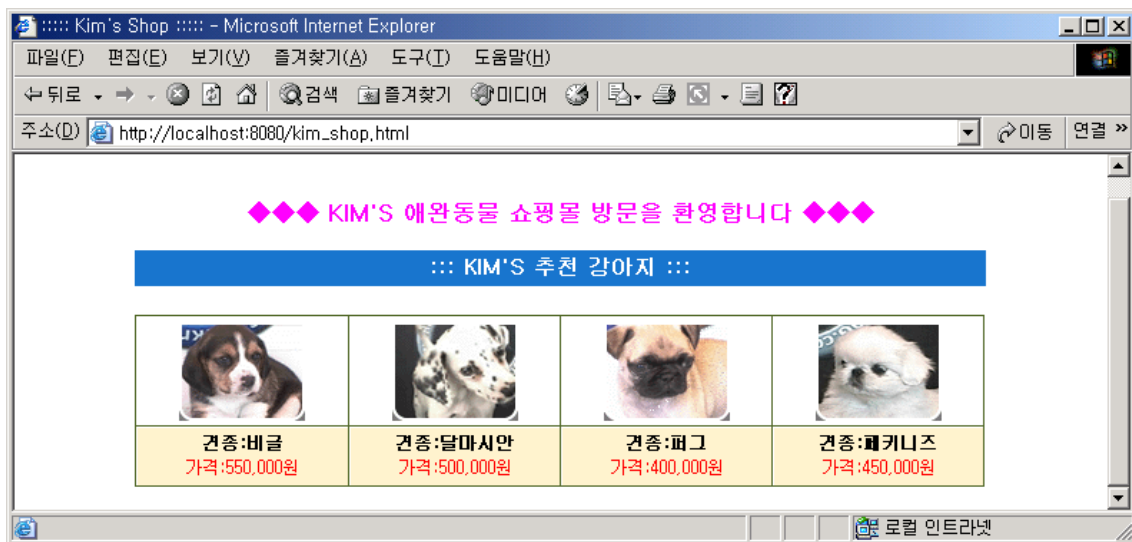 ::::: Kim's Shop ::::: - Microsoft Internet Explorer
파일(F) 편집(E) 보기(V) 즐겨찾기(A) 도구(T) 도움말(H)
뒤로 검색 즐겨찾기 미디어
주소(D) http://localhost:8080/kim_shop.html 이동 연결 »
◆◆◆ KIM'S 애완동물 쇼핑몰 방문을 환영합니다 ◆◆◆
::: KIM'S 추천 강아지 :::
견종:비글 견종:달마시안 견종:퍼그 견종:페키니즈
가격:550,000원 가격:500,000원 가격:400,000원 가격:450,000원
로컬 인트라넷